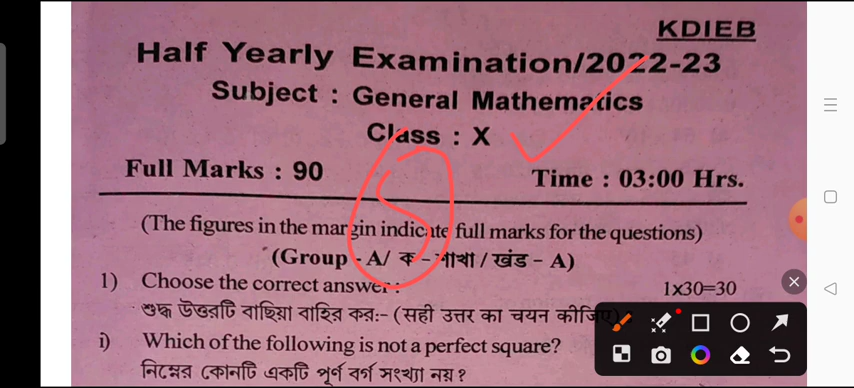 KDIEB
Half Yearly Examination/2022-23
Subject : General Mathematics
Class : X
Full Marks : 90
Time : 03:00 Hrs.
(The figures in the margin indicate full marks for the questions)
(Group - A/ ক - শাখা / खंड - A)
1) Choose the correct answer : 1x30=30
শুদ্ধ উত্তৰটি বাছিয়া বাহির কর:- (सही उत्तर का चयन कीजिए)
i) Which of the following is not a perfect square?
নিম্নের কোনটি একটি পূর্ণ বর্গ সংখ্যা নয় ?
5